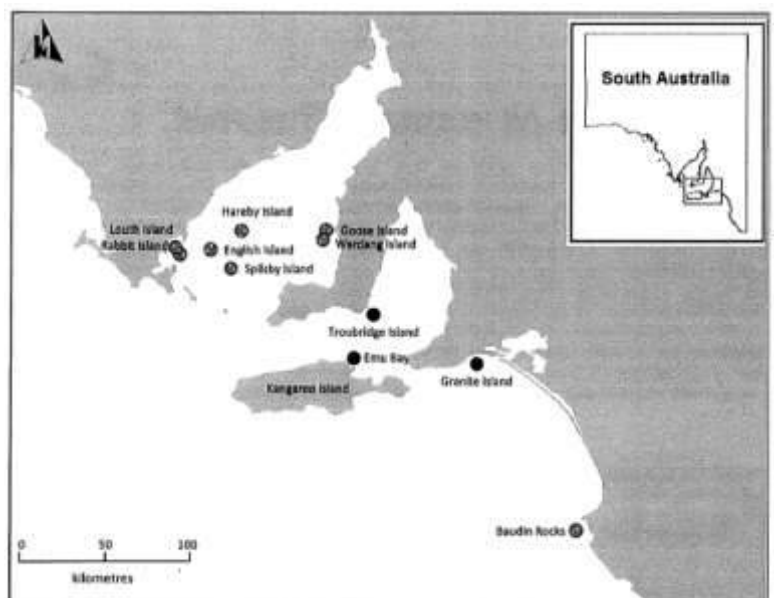 N
South Australia
Hareby Island
Louth Island
Goose Island
Rabbit Island
Wardang Island
English Island
Spilsby Island
Troubridge Island
Emu Bay
Granite Island
Kangaroo Island
Baudin Rocks
0 50 100
kilometres